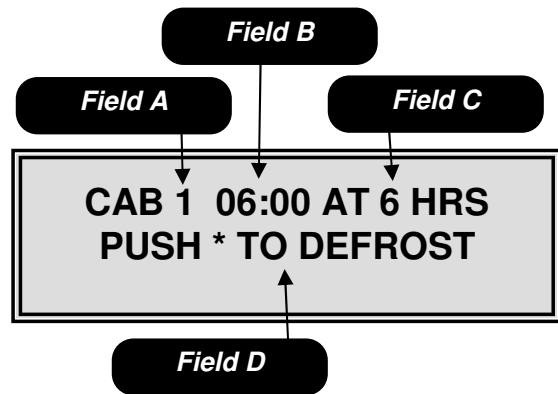 Field B
Field A
Field C
CAB 1 06:00 AT 6 HRS
PUSH * TO DEFROST
Field D